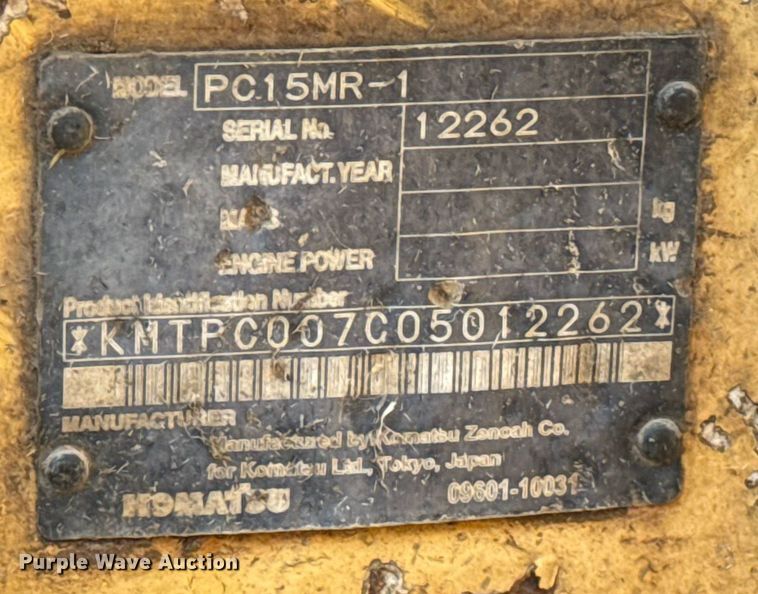 MODEL PC15MR-1
SERIAL No. 12262
MANUFACT. YEAR
MASS kg
ENGINE POWER kW
Product Identification Number
*KMTPC007C05012262*
MANUFACTURER
Manufactured by Komatsu Zenoah Co.
for Komatsu Ltd., Tokyo, Japan
KOMATSU 09601-10031
Purple Wave Auction